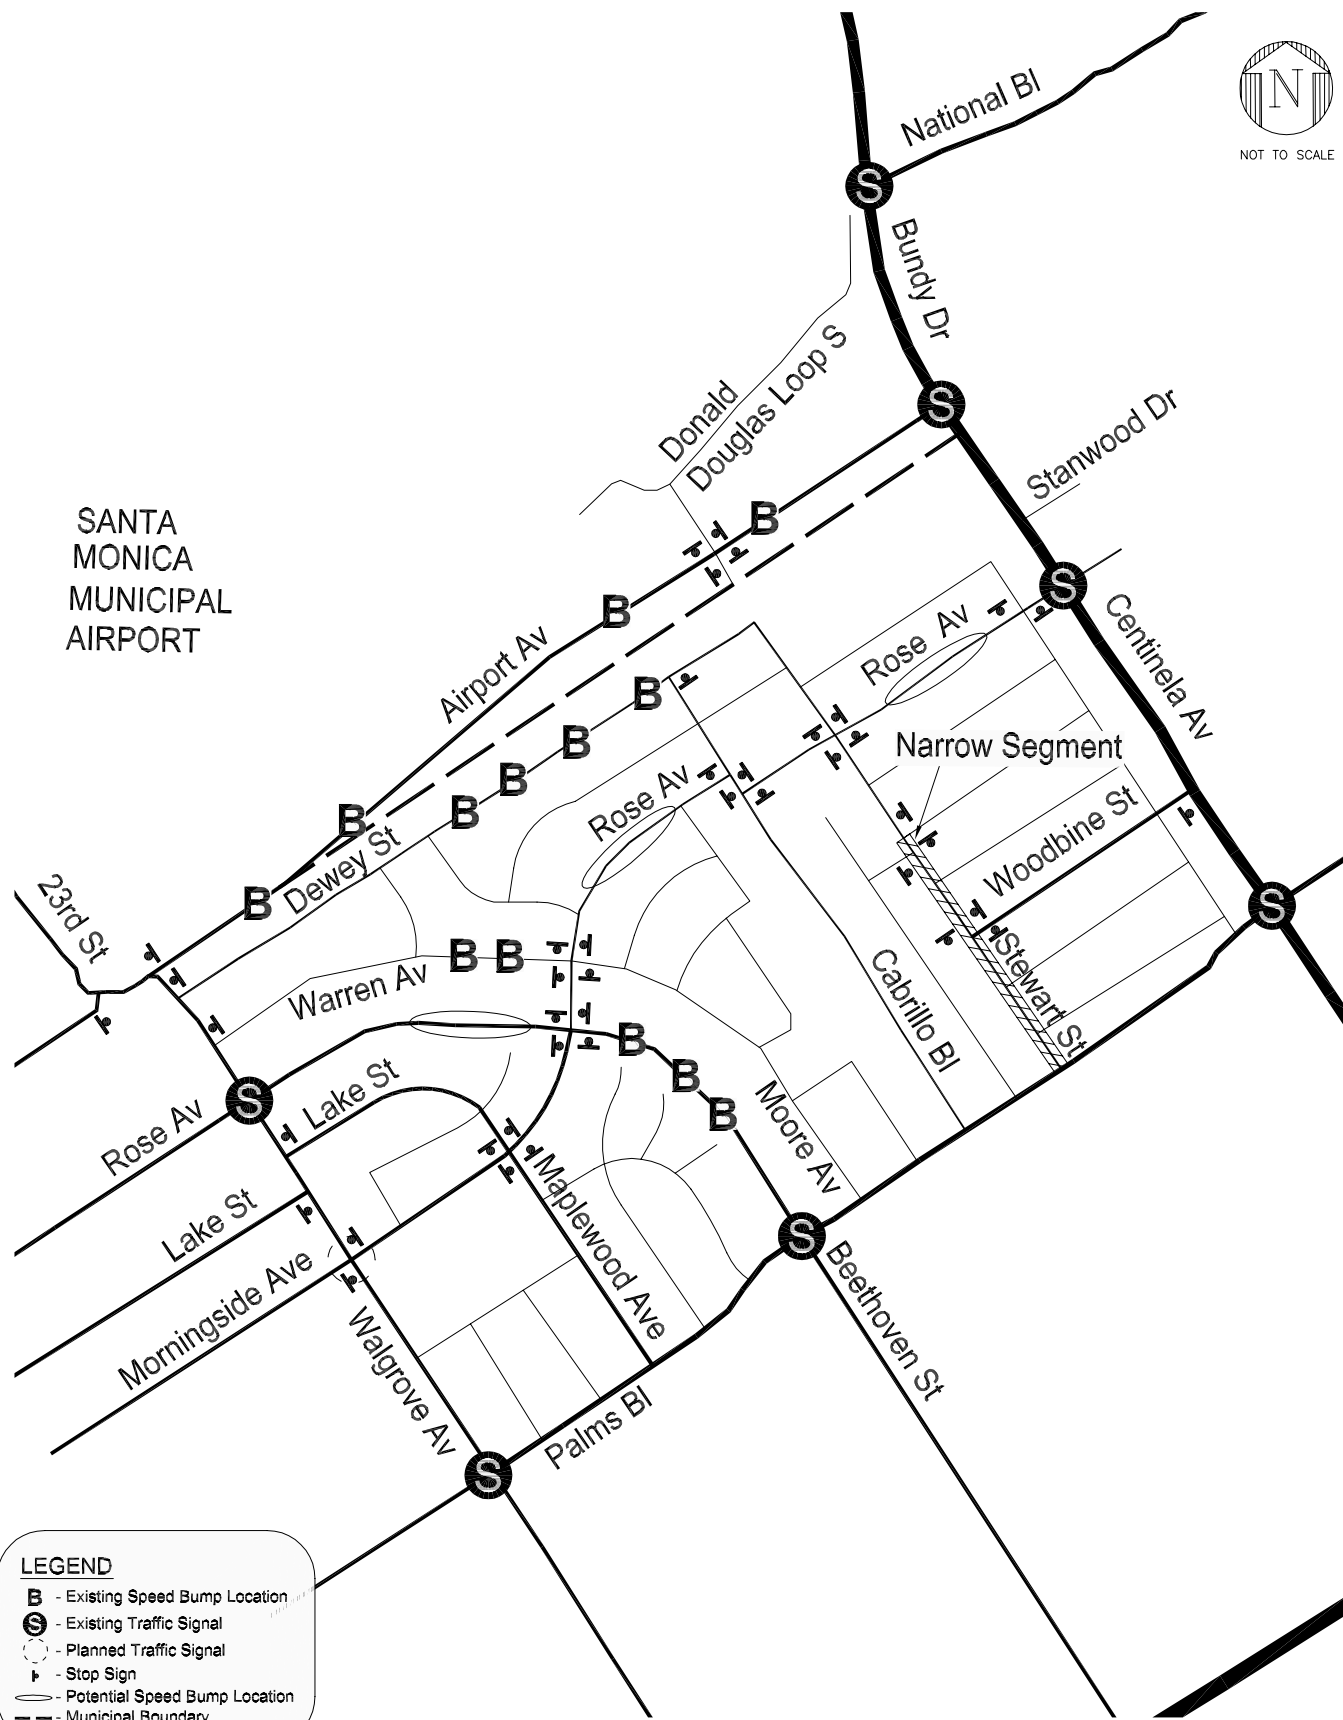 National Bl
N
NOT TO SCALE
S
Bundy Dr
Donald
Douglas Loop S
S
Stanwood Dr
SANTA
MONICA
MUNICIPAL
AIRPORT
B
B
S
Airport Av
Rose Av
Centinela Av
B
B
B
B
Narrow Segment
Rose Av
B
Dewey St
Woodbine St
B
23rd St
S
B B
Warren Av
Stewart St
Cabrillo Bl
B
B
B
S
Lake St
Rose Av
Moore Av
Maplewood Ave
Lake St
S
Morningside Ave
Beethoven St
Walgrove Av
Palms Bl
S
LEGEND
B - Existing Speed Bump Location
S - Existing Traffic Signal
- Planned Traffic Signal
- Stop Sign
- Potential Speed Bump Location
- Municipal Boundary